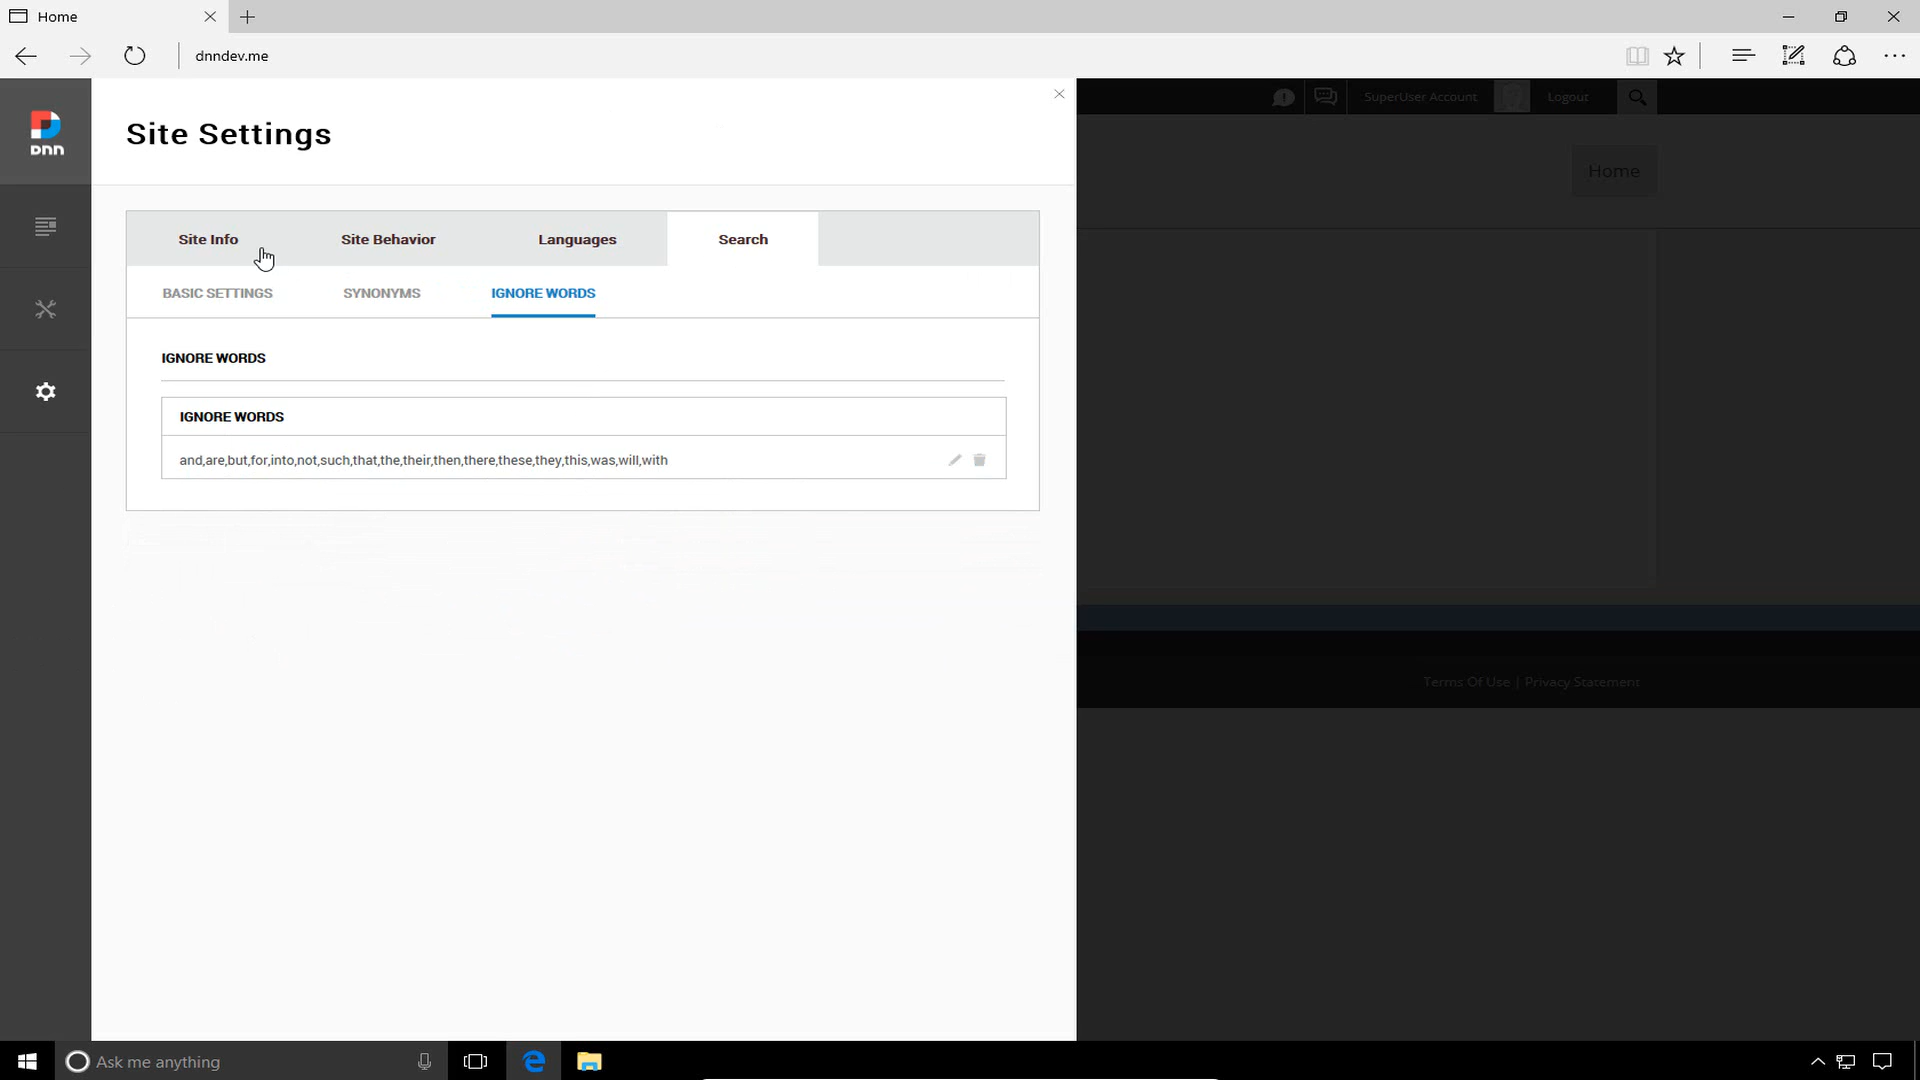 Home
dnndev.me
DNN
SuperUser Account
Logout
Site Settings
Home
Site Info
Site Behavior
Languages
Search
BASIC SETTINGS
SYNONYMS
IGNORE WORDS
IGNORE WORDS
IGNORE WORDS
and,are,but,for,into,not,such,that,the,their,then,there,these,they,this,was,will,with
Terms Of Use | Privacy Statement
Ask me anything